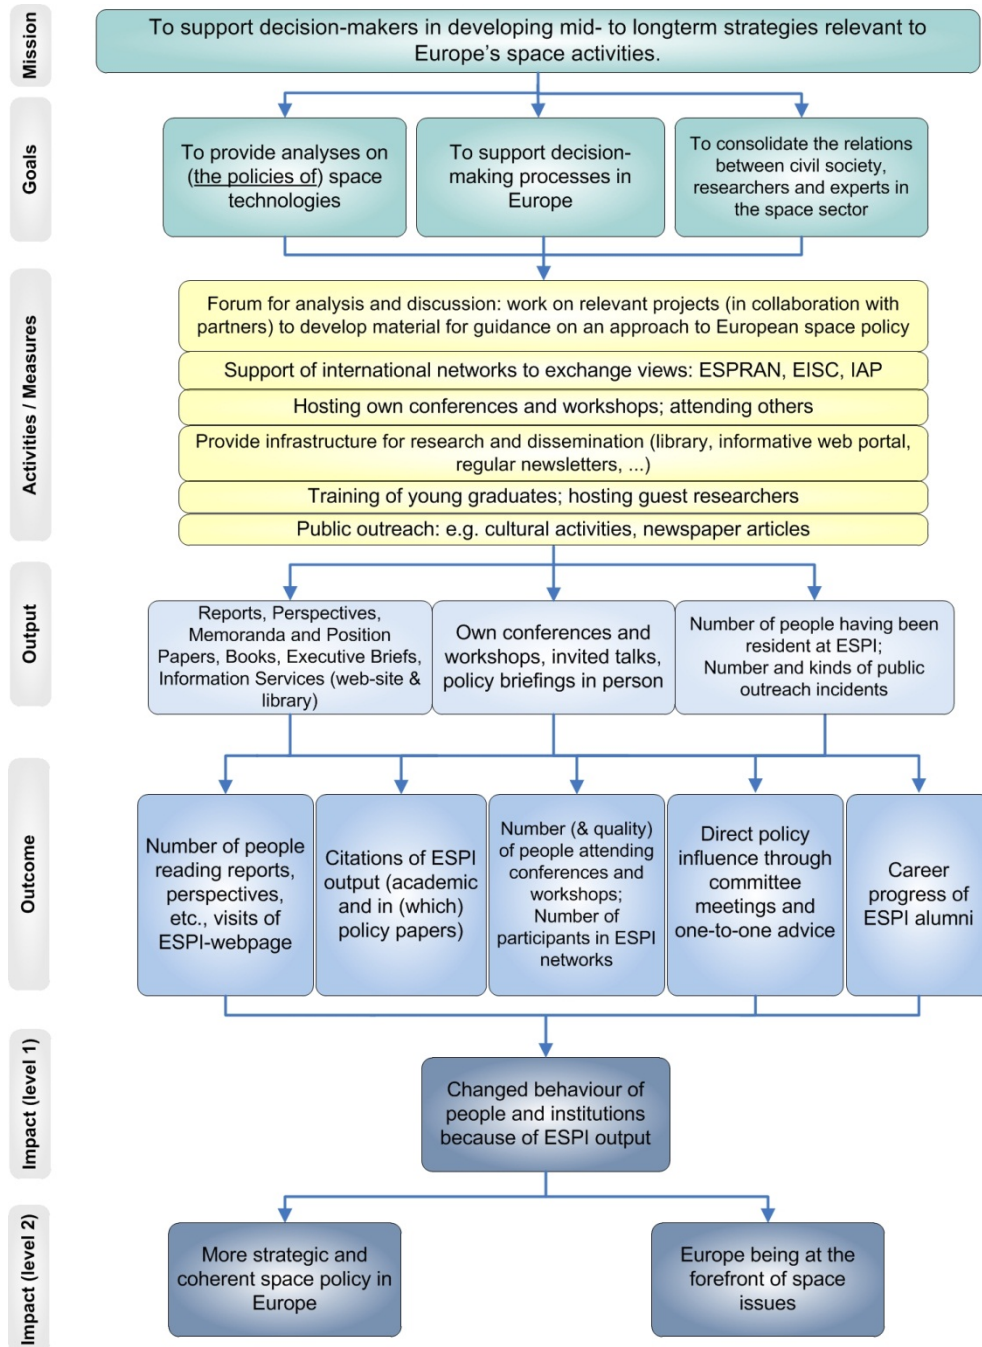 Mission
To support decision-makers in developing mid- to longterm strategies relevant to
Europe's space activities.
Goals
To provide analyses on
(the policies of) space
technologies
To support decision-
making processes in
Europe
To consolidate the relations
between civil society,
researchers and experts in
the space sector
Activities / Measures
Forum for analysis and discussion: work on relevant projects (in collaboration with
partners) to develop material for guidance on an approach to European space policy
Support of international networks to exchange views: ESPRAN, EISC, IAP
Hosting own conferences and workshops; attending others
Provide infrastructure for research and dissemination (library, informative web portal,
regular newsletters, ...)
Training of young graduates; hosting guest researchers
Public outreach: e.g. cultural activities, newspaper articles
Output
Reports, Perspectives,
Memoranda and Position
Papers, Books, Executive Briefs,
Information Services (web-site &
library)
Own conferences and
workshops, invited talks,
policy briefings in person
Number of people having been
resident at ESPI;
Number and kinds of public
outreach incidents
Outcome
Number of people
reading reports,
perspectives,
etc., visits of
ESPI-webpage
Citations of ESPI
output (academic
and in (which)
policy papers)
Number (& quality)
of people attending
conferences and
workshops;
Number of
participants in ESPI
networks
Direct policy
influence through
committee
meetings and
one-to-one advice
Career
progress of
ESPI alumni
Impact (level 1)
Changed behaviour of
people and institutions
because of ESPI output
Impact (level 2)
More strategic and
coherent space policy in
Europe
Europe being at the
forefront of space
issues